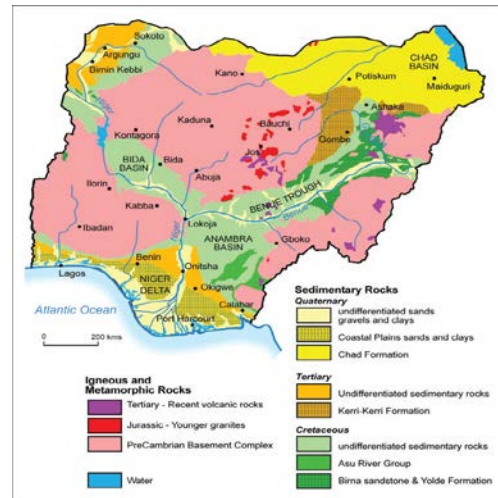 Sokoto
Argungu
Birnin Kebbi
Kano
CHAD
BASIN
Potiskum
Maiduguri
Ashaka
Kaduna
Bauchi
Gombe
Kontagora
Jos
BIDA
BASIN
Bida
Abuja
Ilorin
BENUE TROUGH
Benue
Kabba
Lokoja
Ibadan
ANAMBRA
BASIN
Gboko
Niger
Benin
Onitsha
Lagos
NIGER
DELTA
Okigwe
Calabar
Port Harcourt
Atlantic Ocean
0 200 kms
Sedimentary Rocks
Quaternary
undifferentiated sands
gravels and clays
Coastal Plains sands and clays
Chad Formation
Tertiary
Undifferentiated sedimentary rocks
Kerri-Kerri Formation
Cretaceous
undifferentiated sedimentary rocks
Asu River Group
Birna sandstone & Yolde Formation
Igneous and
Metamorphic Rocks
Tertiary - Recent volcanic rocks
Jurassic - Younger granites
PreCambrian Basement Complex
Water